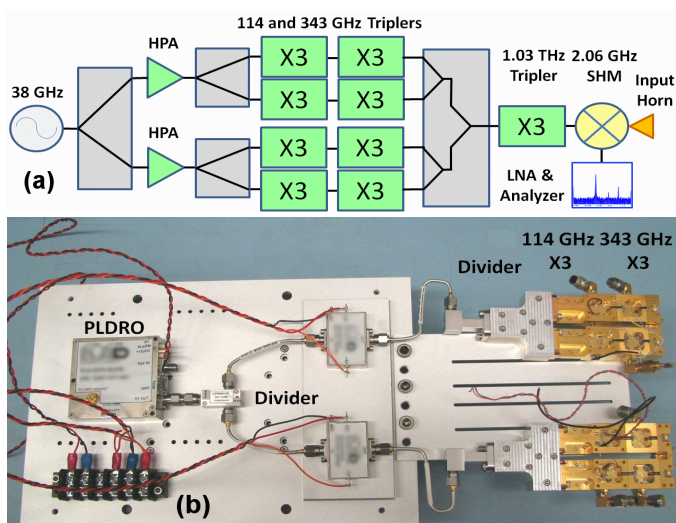 114 and 343 GHz Triplers
HPA
X3
X3
38 GHz
X3
X3
1.03 THz
Tripler
2.06 GHz
SHM
Input
Horn
X3
HPA
X3
X3
X3
X3
LNA &
Analyzer
(a)
114 GHz 343 GHz
X3 X3
Divider
PLDRO
Divider
(b)